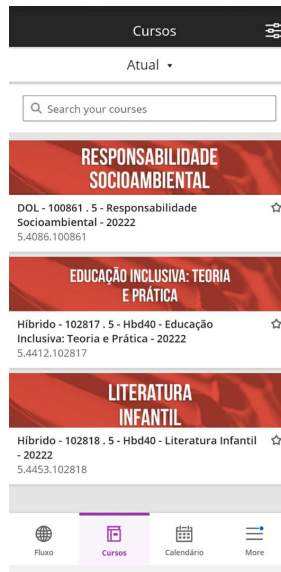 Cursos
Atual
Search your courses
RESPONSABILIDADE
SOCIOAMBIENTAL
DOL - 100861 . 5 - Responsabilidade
Socioambiental - 20222
5.4086.100861
EDUCAÇÃO INCLUSIVA: TEORIA
E PRÁTICA
Híbrido - 102817 . 5 - Hbd40 - Educação
Inclusiva: Teoria e Prática - 20222
5.4412.102817
LITERATURA
INFANTIL
Híbrido - 102818 . 5 - Hbd40 - Literatura Infantil
- 20222
5.4453.102818
Fluxo Cursos Calendário More